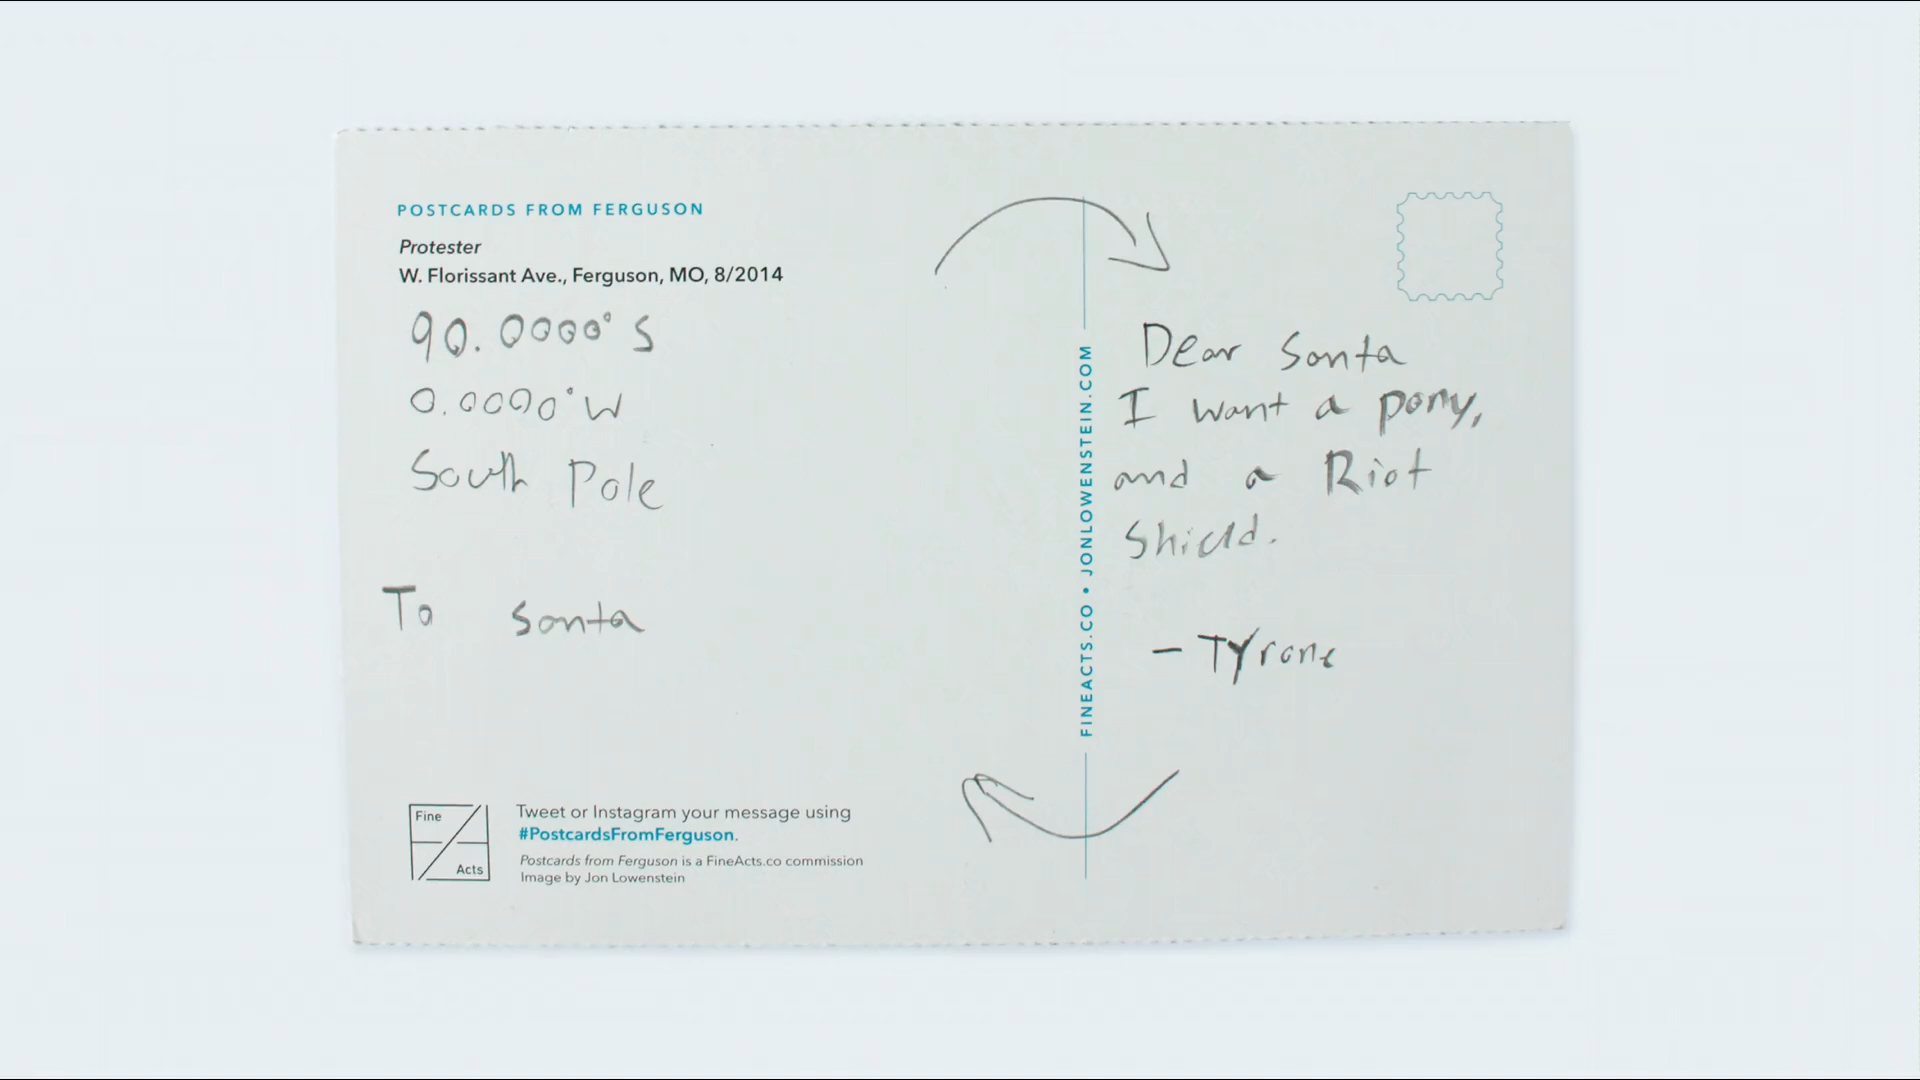 POSTCARDS FROM FERGUSON
Protester
W. Florissant Ave., Ferguson, MO, 8/2014
90.0000° S
0.0000° W
South Pole
To Santa
Fine
Acts
Tweet or Instagram your message using
#PostcardsFromFerguson.
Postcards from Ferguson is a FineActs.co commission
Image by Jon Lowenstein
FINEACTS.CO • JONLOWENSTEIN.COM
Dear Santa
I want a pony,
and a Riot
Shield.
- Tyrone